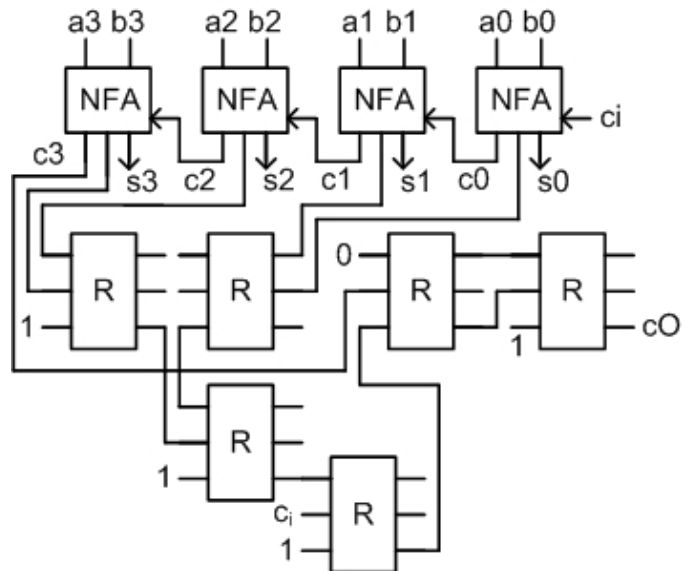 a3 b3 a2 b2 a1 b1 a0 b0
NFA NFA NFA NFA
ci
c3 s3 c2 s2 c1 s1 c0 s0
0
R R R R
1 1 cO
R
1
cᵢ R
1